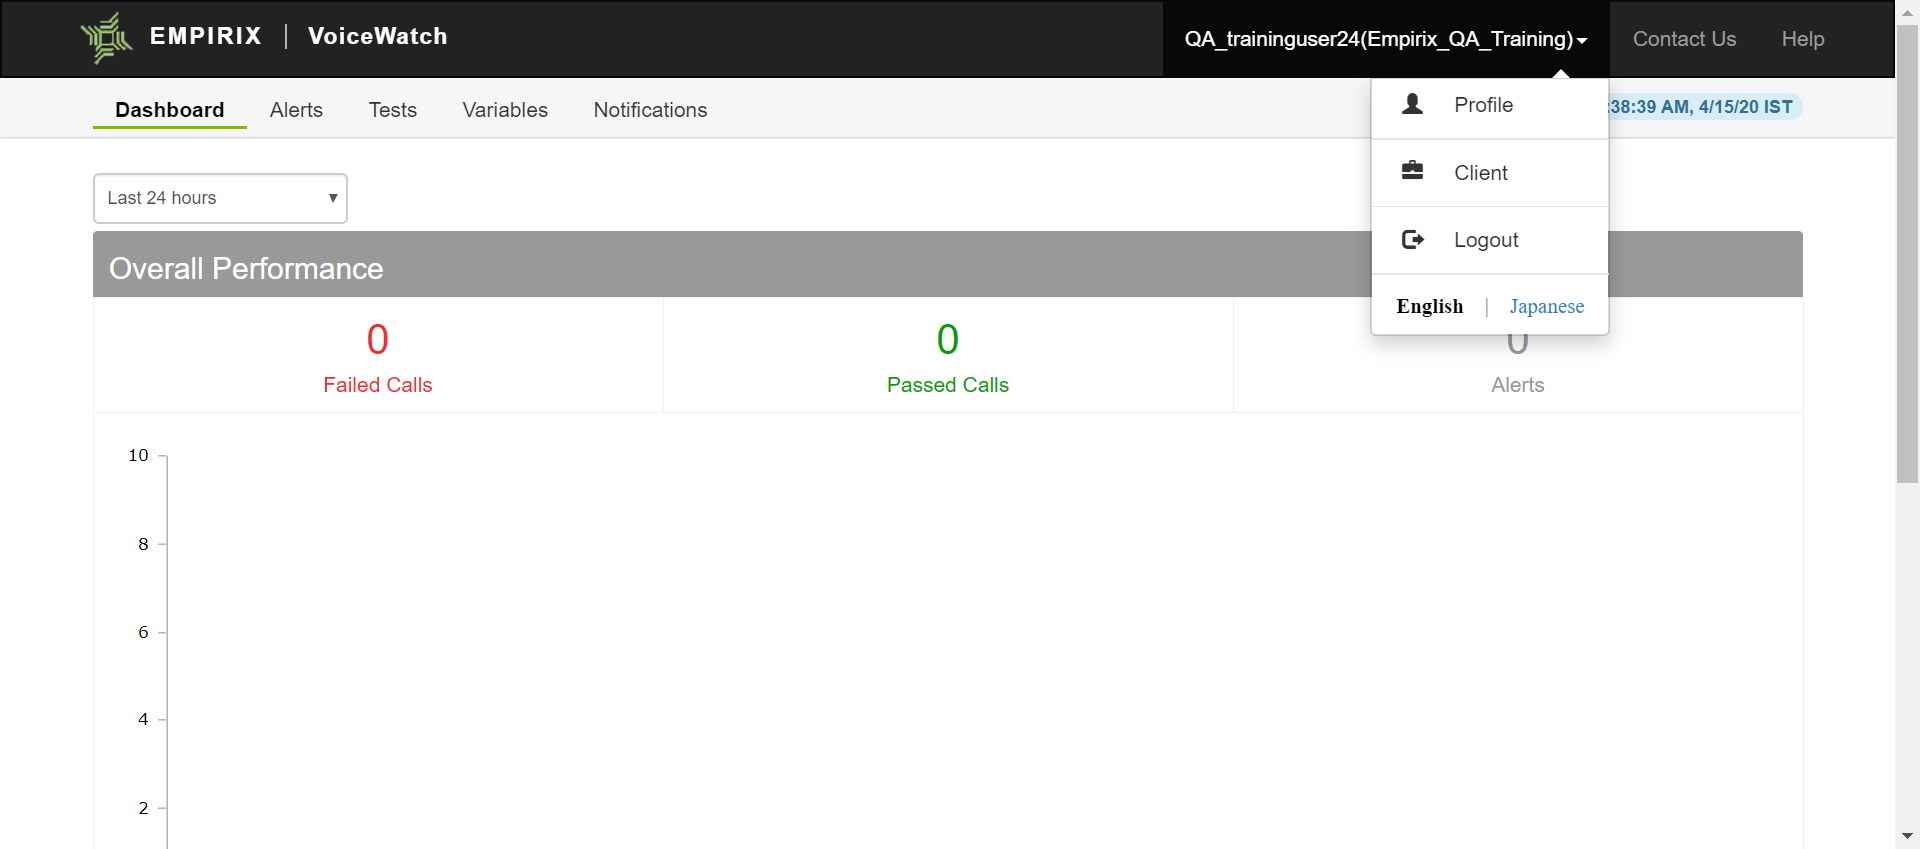 EMPIRIX | VoiceWatch
QA_traininguser24(Empirix_QA_Training)
Contact Us
Help
Dashboard
Alerts
Tests
Variables
Notifications
:38:39 AM, 4/15/20 IST
Profile
Client
Logout
English | Japanese
Last 24 hours
Overall Performance
0
Failed Calls
0
Passed Calls
0
Alerts
10
8
6
4
2